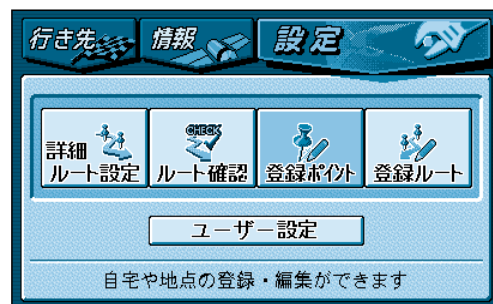 行き先
情報
設定
詳細
ルート設定
CHECK
ルート確認
登録ポイント
登録ルート
ユーザー設定
自宅や地点の登録・編集ができます